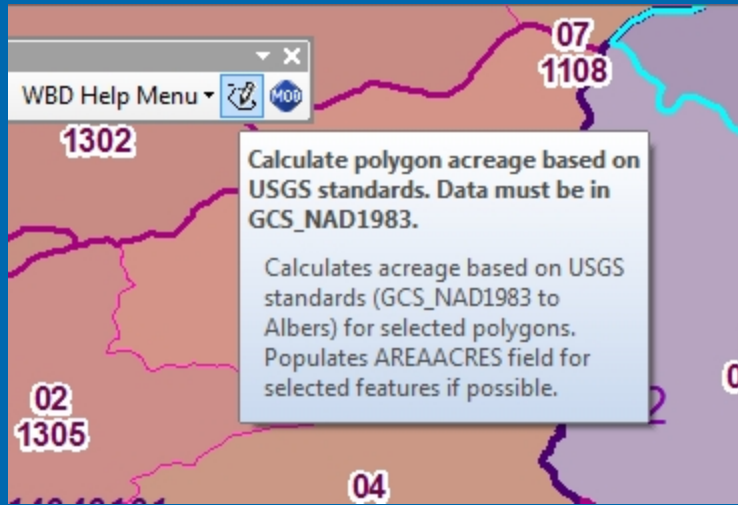 07
1108
WBD Help Menu
MOD
1302
Calculate polygon acreage based on
USGS standards. Data must be in
GCS_NAD1983.
Calculates acreage based on USGS
standards (GCS_NAD1983 to
Albers) for selected polygons.
Populates AREAACRES field for
selected features if possible.
02
1305
04